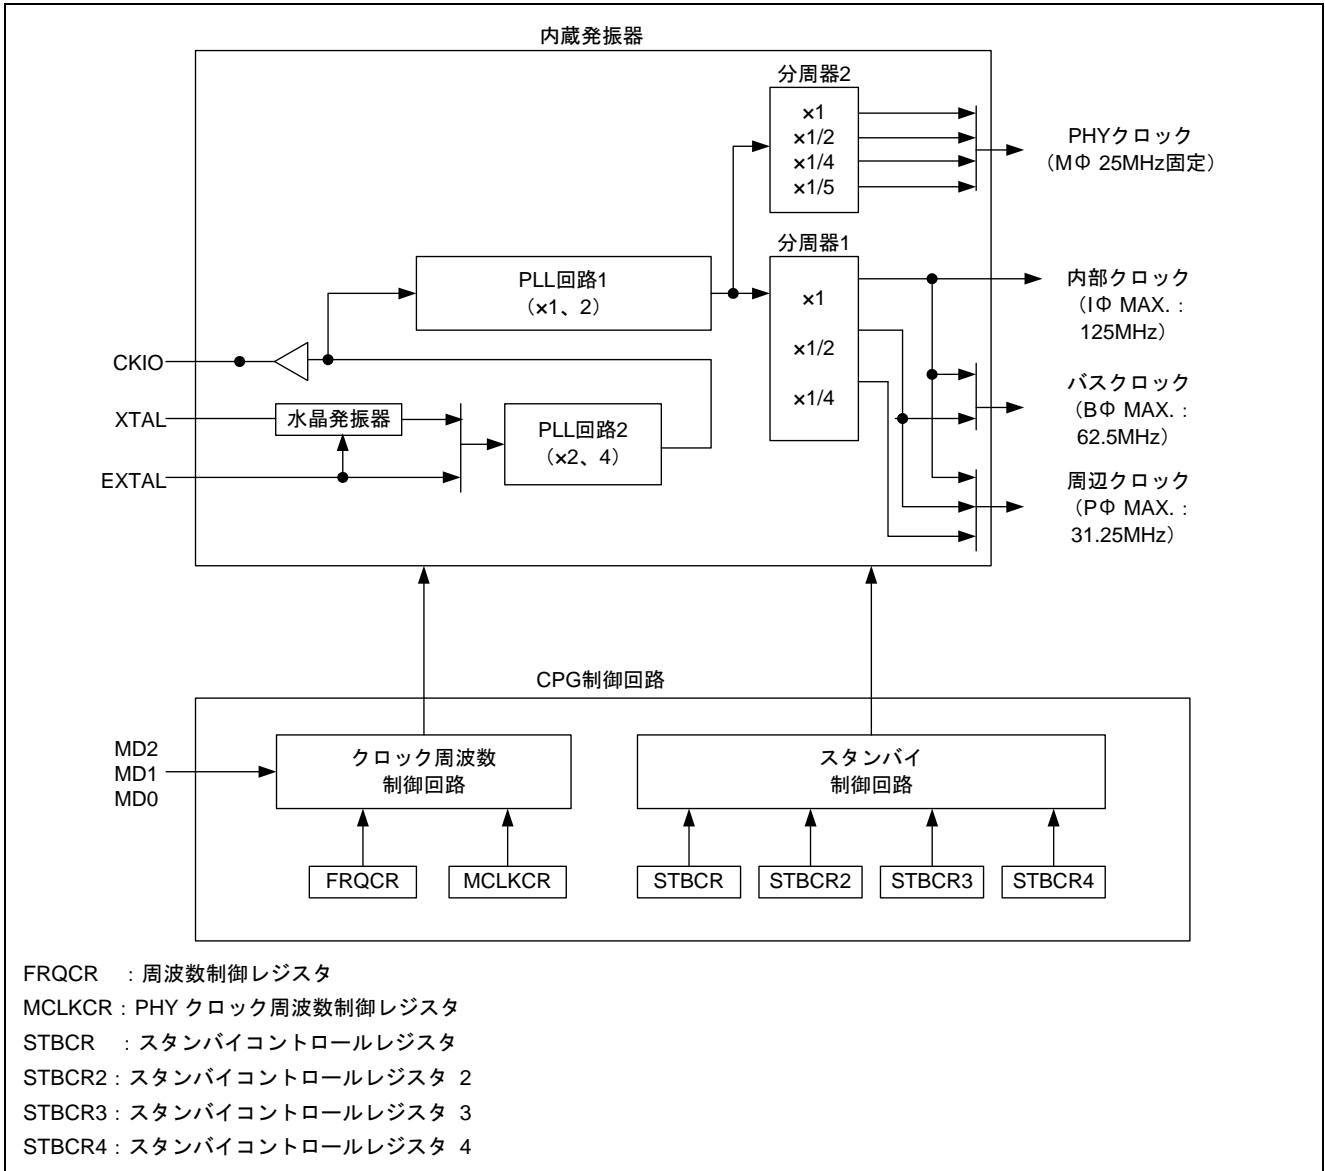 内蔵発振器
分周器2
×1
×1/2
×1/4
×1/5
PHYクロック
（MΦ 25MHz固定）
分周器1
×1
×1/2
×1/4
PLL回路1
（×1、2）
内部クロック
（IΦ MAX.：
125MHz）
CKIO
XTAL
水晶発振器
EXTAL
PLL回路2
（×2、4）
バスクロック
（BΦ MAX.：
62.5MHz）
周辺クロック
（PΦ MAX.：
31.25MHz）
CPG制御回路
MD2
MD1
MD0
クロック周波数
制御回路
スタンバイ
制御回路
FRQCR
MCLKCR
STBCR
STBCR2
STBCR3
STBCR4
FRQCR ：周波数制御レジスタ
MCLKCR：PHY クロック周波数制御レジスタ
STBCR ：スタンバイコントロールレジスタ
STBCR2：スタンバイコントロールレジスタ 2
STBCR3：スタンバイコントロールレジスタ 3
STBCR4：スタンバイコントロールレジスタ 4